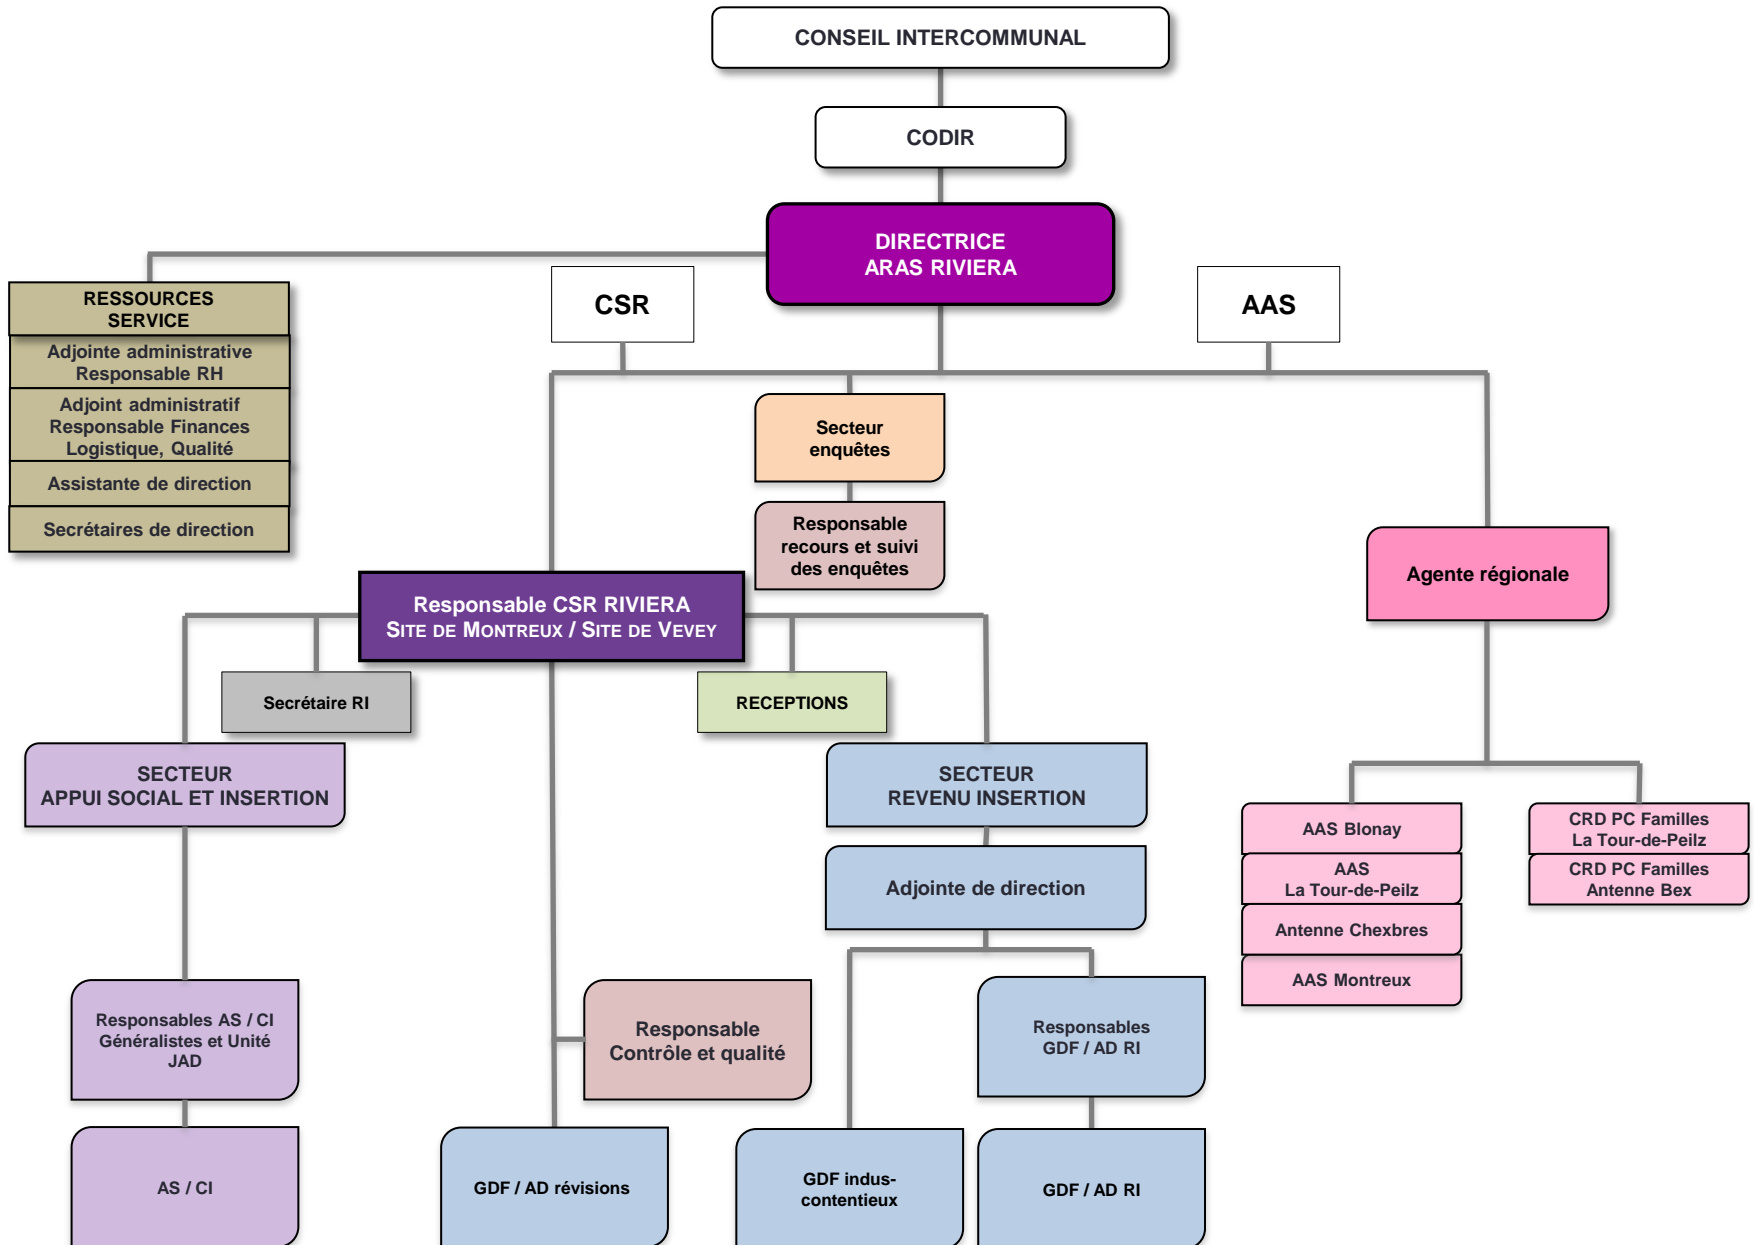 CONSEIL INTERCOMMUNAL
CODIR
DIRECTRICE
ARAS RIVIERA
CSR
AAS
RESSOURCES
SERVICE
Adjointe administrative
Responsable RH
Adjoint administratif
Responsable Finances
Logistique, Qualité
Assistante de direction
Secrétaires de direction
Secteur
enquêtes
Responsable
recours et suivi
des enquêtes
Agente régionale
Responsable CSR RIVIERA
SITE DE MONTREUX / SITE DE VEVEY
Secrétaire RI
RECEPTIONS
SECTEUR
APPUI SOCIAL ET INSERTION
SECTEUR
REVENU INSERTION
Adjointe de direction
AAS Blonay
AAS
La Tour-de-Peilz
Antenne Chexbres
AAS Montreux
CRD PC Familles
La Tour-de-Peilz
CRD PC Familles
Antenne Bex
Responsables AS / CI
Généralistes et Unité
JAD
Responsable
Contrôle et qualité
Responsables
GDF / AD RI
AS / CI
GDF / AD révisions
GDF indus-
contentieux
GDF / AD RI